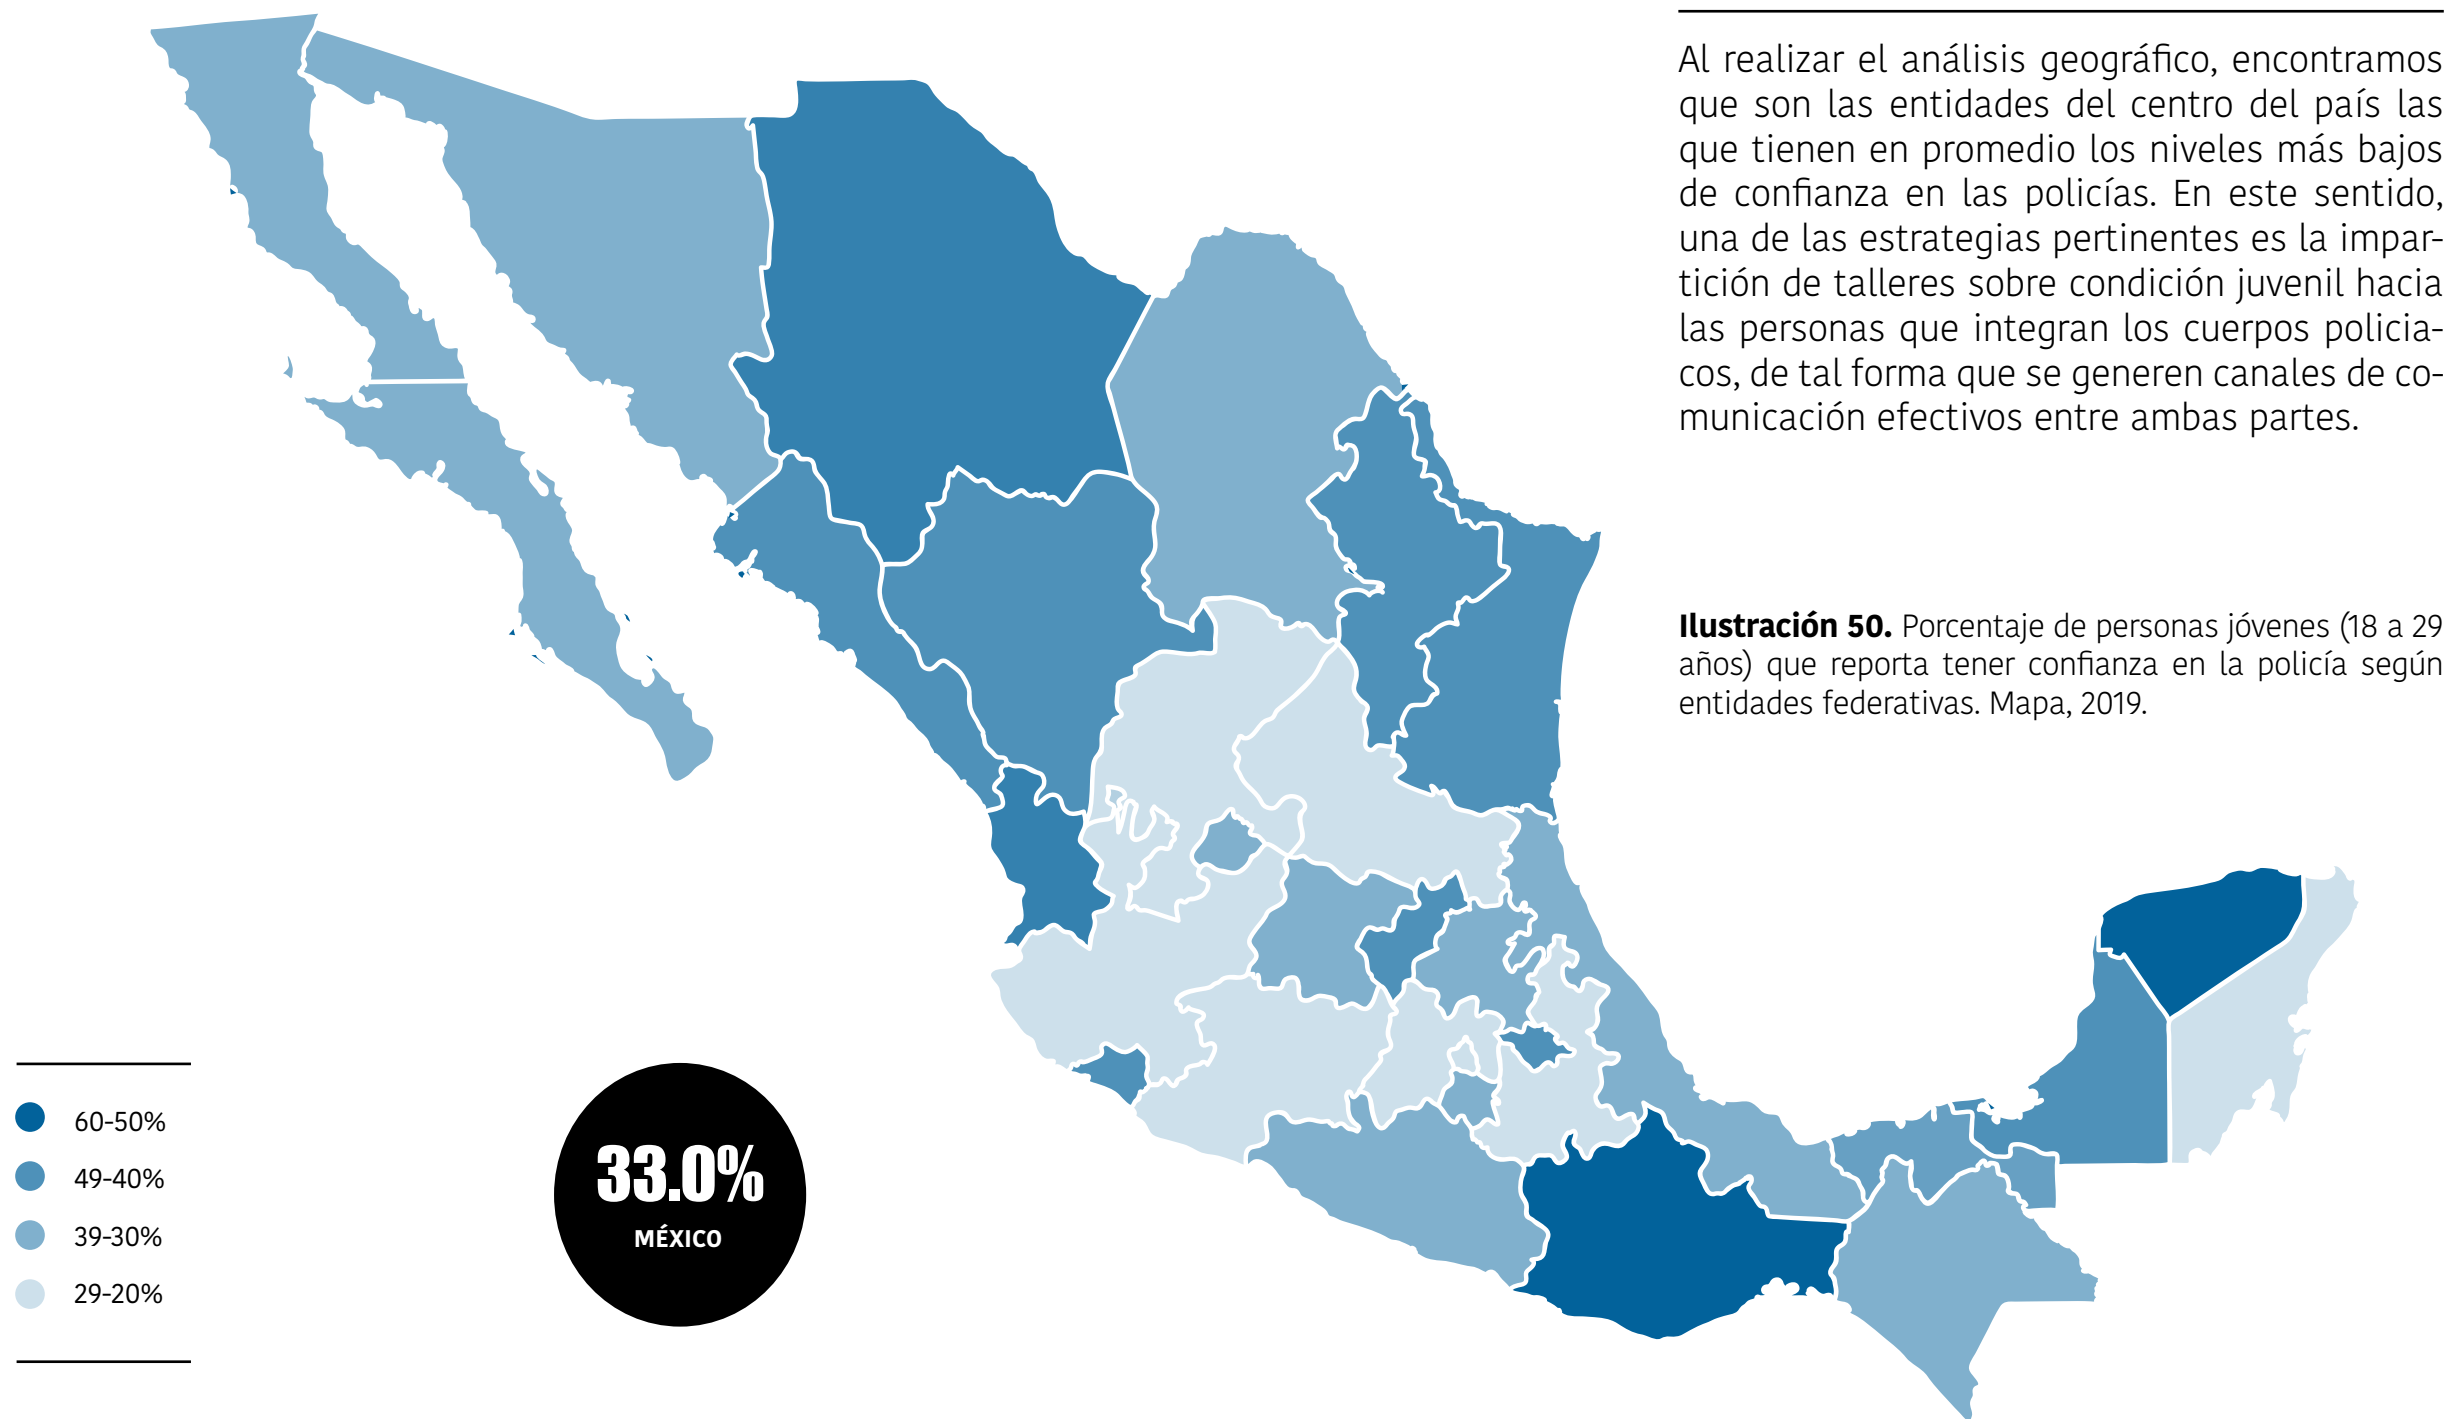 Al realizar el análisis geográfico, encontramos
que son las entidades del centro del país las
que tienen en promedio los niveles más bajos
de confianza en las policías. En este sentido,
una de las estrategias pertinentes es la impar-
tición de talleres sobre condición juvenil hacia
las personas que integran los cuerpos policia-
cos, de tal forma que se generen canales de co-
municación efectivos entre ambas partes.
Ilustración 50. Porcentaje de personas jóvenes (18 a 29
años) que reporta tener confianza en la policía según
entidades federativas. Mapa, 2019.
60-50%
49-40%
39-30%
29-20%
33.0%
MÉXICO